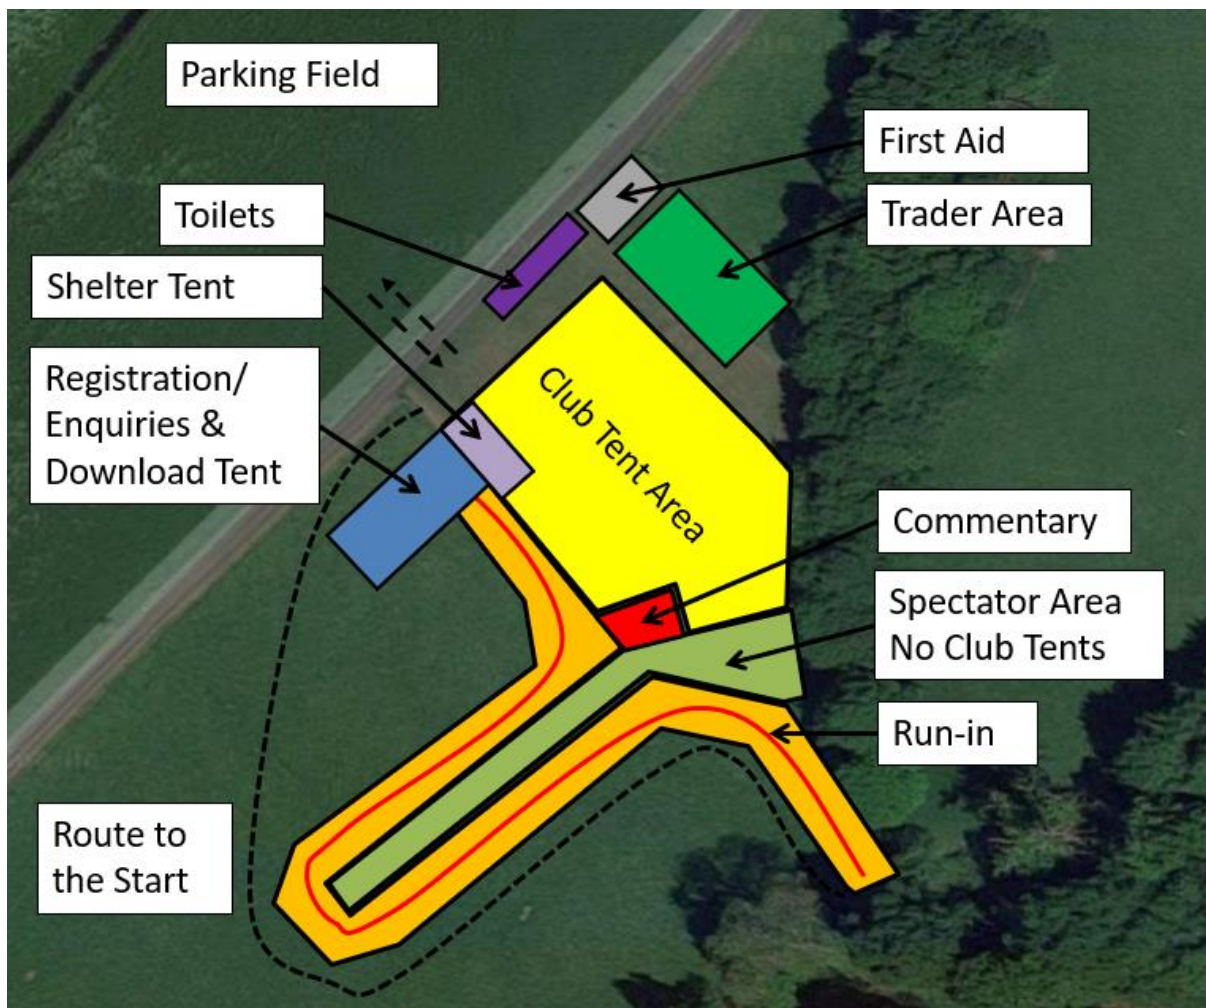 Parking Field
First Aid
Toilets
Trader Area
Shelter Tent
Registration/
Enquiries &
Download Tent
Club Tent Area
Commentary
Spectator Area
No Club Tents
Run-in
Route to
the Start